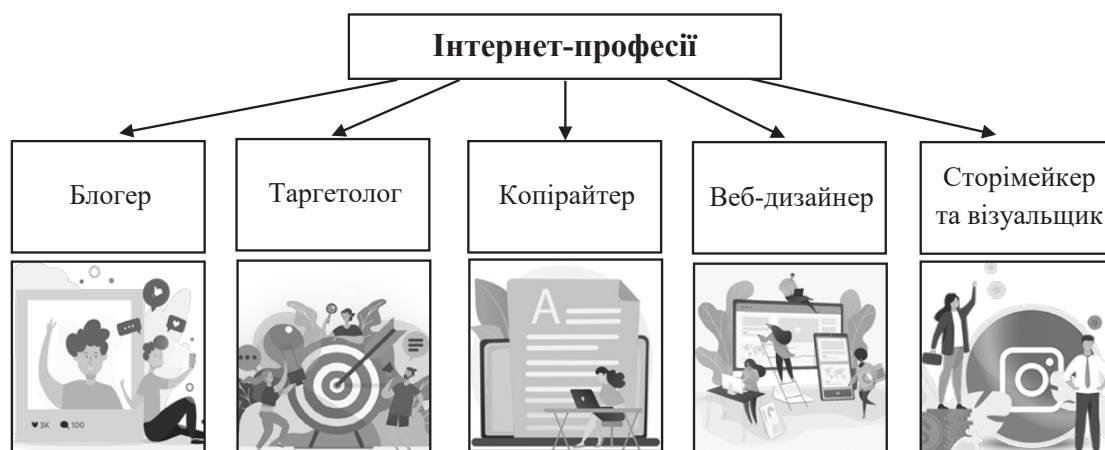 Інтернет-професії
Блогер
Таргетолог
Копірайтер
Веб-дизайнер
Сторімейкер
та візуальщик
3K 100
A